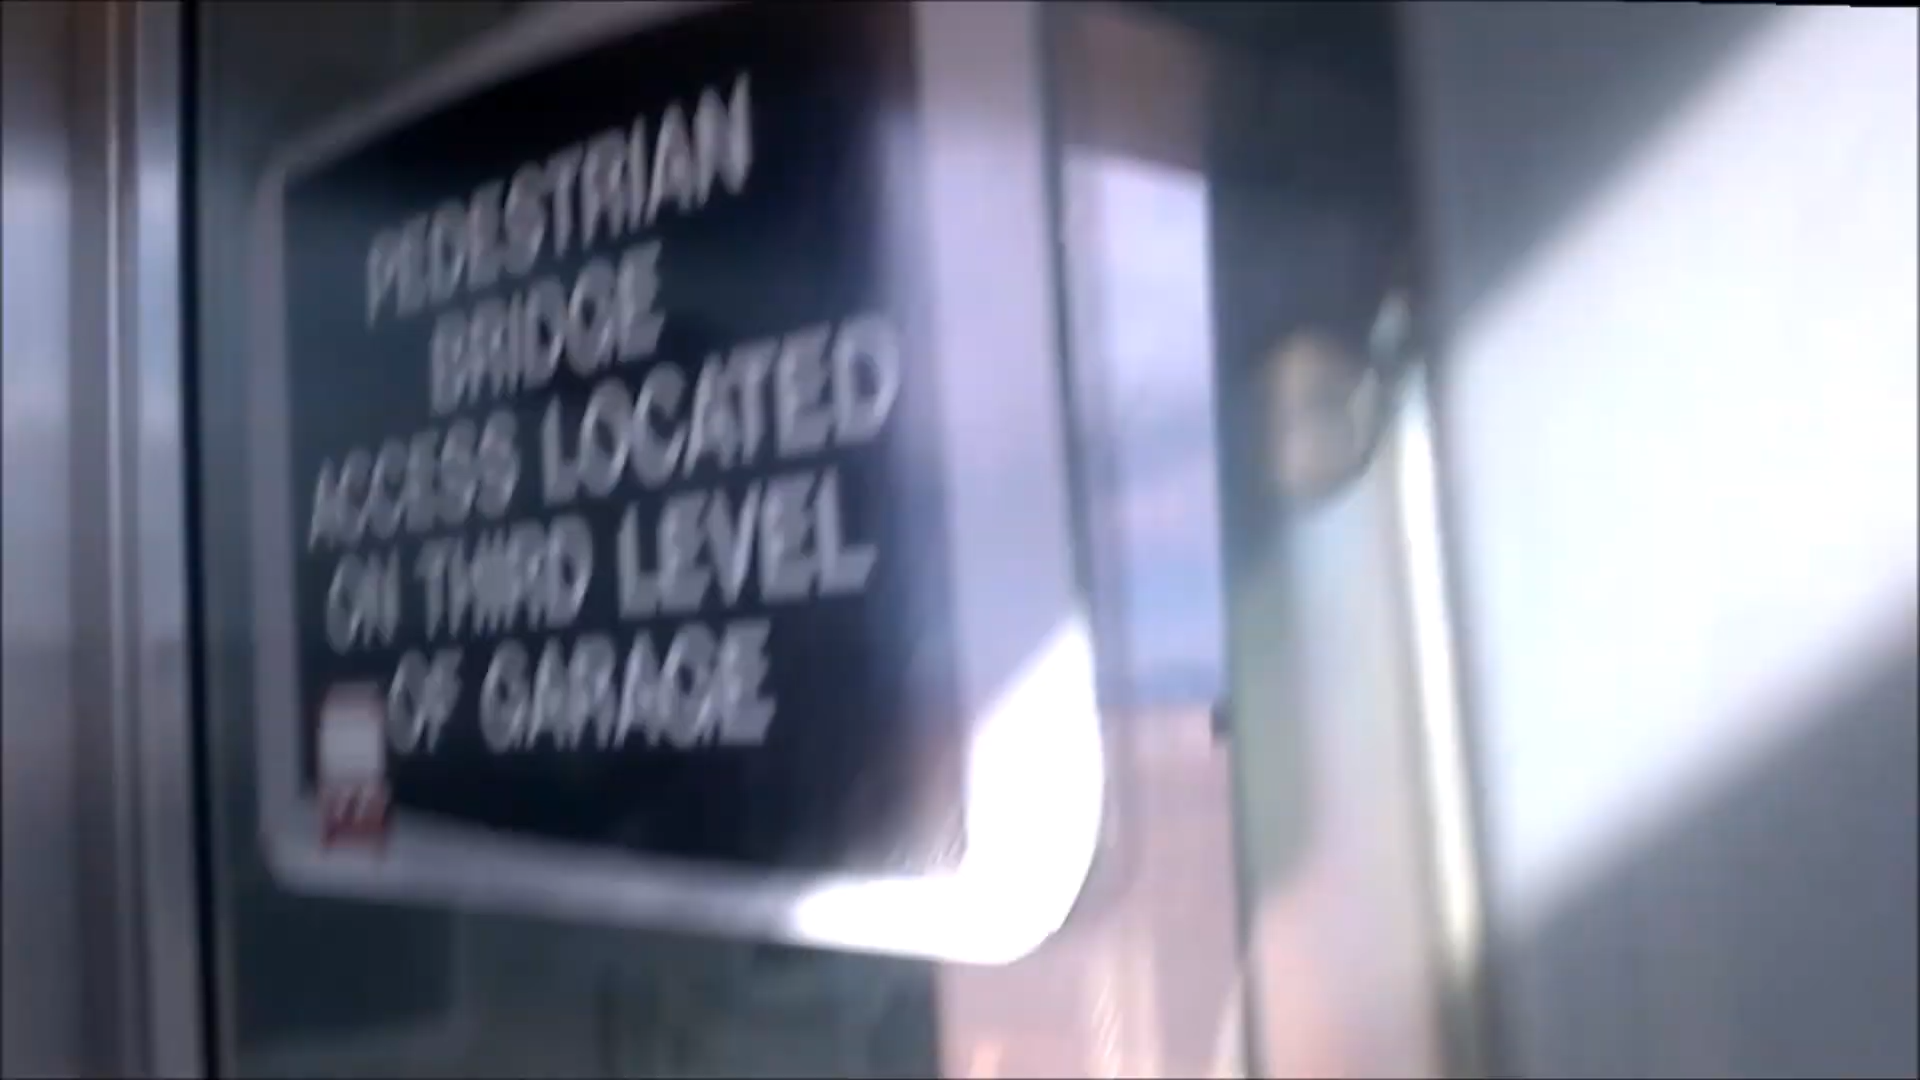 PEDESTRIAN
BRIDGE
ACCESS LOCATED
ON THIRD LEVEL
OF GARAGE